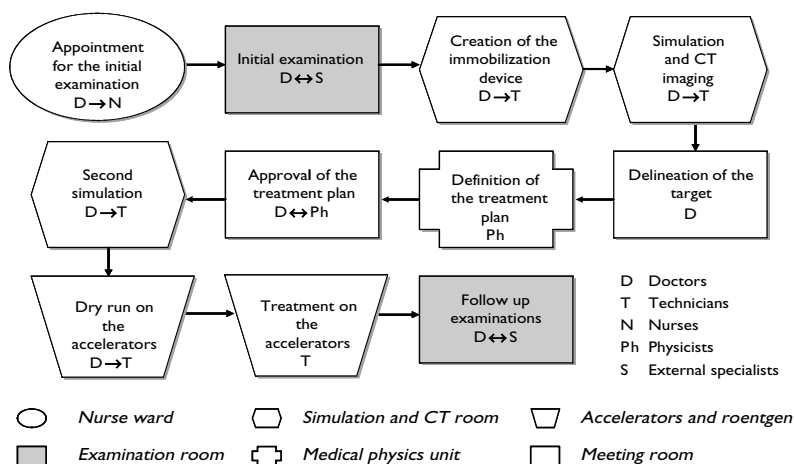 Appointment
for the initial
examination
D→N
Initial examination
D↔S
Creation of the
immobilization
device
D→T
Simulation
and CT
imaging
D→T
Delineation of the
target
D
Definition of
the treatment
plan
Ph
Approval of the
treatment plan
D↔Ph
Second
simulation
D→T
Dry run on
the
accelerators
D→T
Treatment on
the
accelerators
T
Follow up
examinations
D↔S
D Doctors
T Technicians
N Nurses
Ph Physicists
S External specialists
Nurse ward
Simulation and CT room
Accelerators and roentgen
Examination room
Medical physics unit
Meeting room